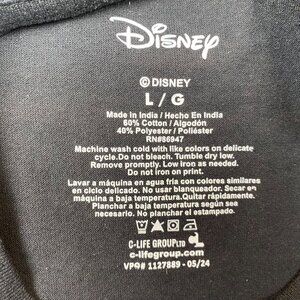 Disney
© DISNEY
L / G
Made in India / Hecho En India
60% Cotton / Algodón
40% Polyester / Poliéster
RN#86947
Machine wash cold with like colors on delicate
cycle.Do not bleach. Tumble dry low.
Remove promptly. Low iron as needed.
Do not iron on print.
Lavar a máquina en agua fria con colores similares
en ciclo delicado. No usar blanqueador. Secar en
máquina a baja temperatura.Quitar rápidamente.
Planchar a baja temperatura según sea
necesario. No planchar el estampado.
C-LIFE GROUP LTD
c-lifegroup.com
VPO# 1127889 - 05/24